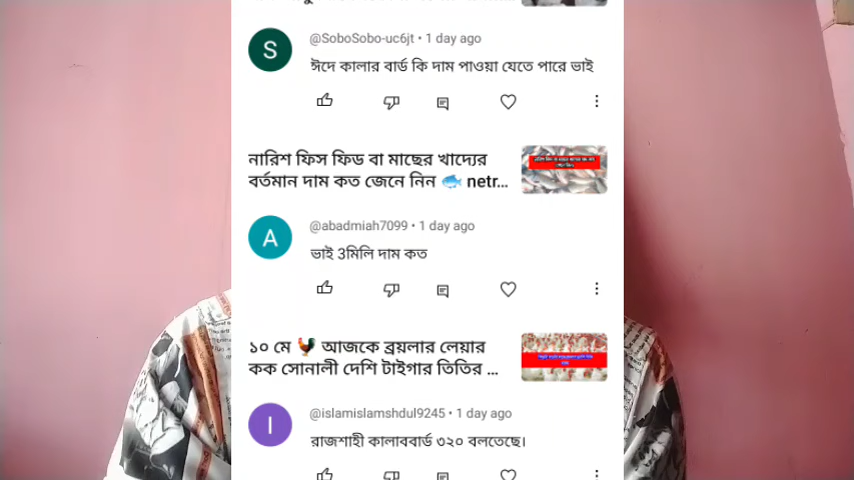 @SoboSobo-uc6jt • 1 day ago
ঈদে কালার বার্ড কি দাম পাওয়া যেতে পারে ভাই
নারিশ ফিস ফিড বা মাছের খাদ্যের
বর্তমান দাম কত জেনে নিন 🐟 netr...
@abadmiah7099 • 1 day ago
ভাই 3মিলি দাম কত
১০ মে 🐓 আজকে ব্রয়লার লেয়ার
কক সোনালী দেশি টাইগার তিতির ...
@islamislamshdul9245 • 1 day ago
রাজশাহী কালাববার্ড ৩২০ বলতেছে।
S
A
I